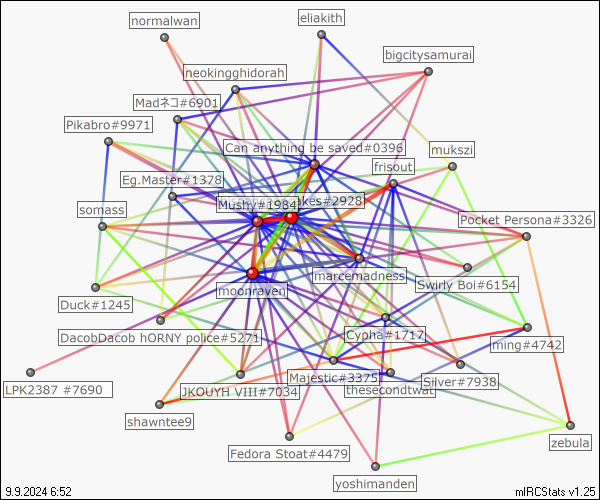 normalwan
eliakith
bigcitysamurai
neokingghidorah
Madネコ#6901
Pikabro#9971
Can anything be saved#0396
mukszi
frisout
Eg.Master#1378
Mushy#1984
akes#2928
somass
Pocket Persona#3326
marcemadness
moonraven
Swirly Boi#6154
Duck#1245
DacobDacob hORNY police#5271
Cypha#1717
ming#4742
LPK2387 #7690
Majestic#3375
Silver#7938
JKOUYH VIII#7034
thesecondtwat
shawntee9
zebula
Fedora Stoat#4479
yoshimanden
9.9.2024 6:52
mIRCStats v1.25